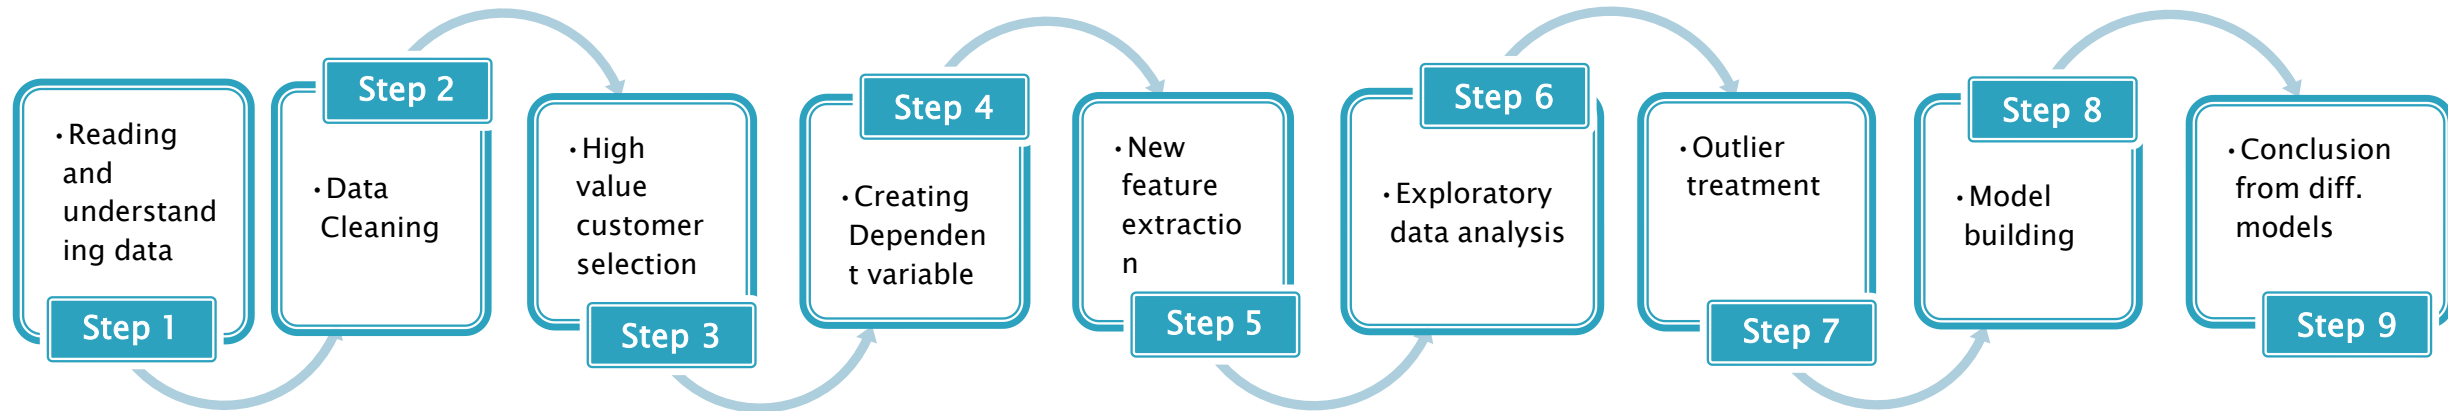 ·Reading
and
understand
ing data
Step 1
Step 2
·Data
Cleaning
·High
value
customer
selection
Step 3
Step 4
·Creating
Dependen
t variable
·New
feature
extractio
n
Step 5
Step 6
·Exploratory
data analysis
·Outlier
treatment
Step 7
Step 8
·Model
building
·Conclusion
from diff.
models
Step 9